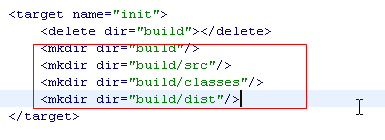 <target name="init">
<delete dir="build"></delete>
<mkdir dir="build"/>
<mkdir dir="build/src"/>
<mkdir dir="build/classes"/>
<mkdir dir="build/dist"/>
</target>